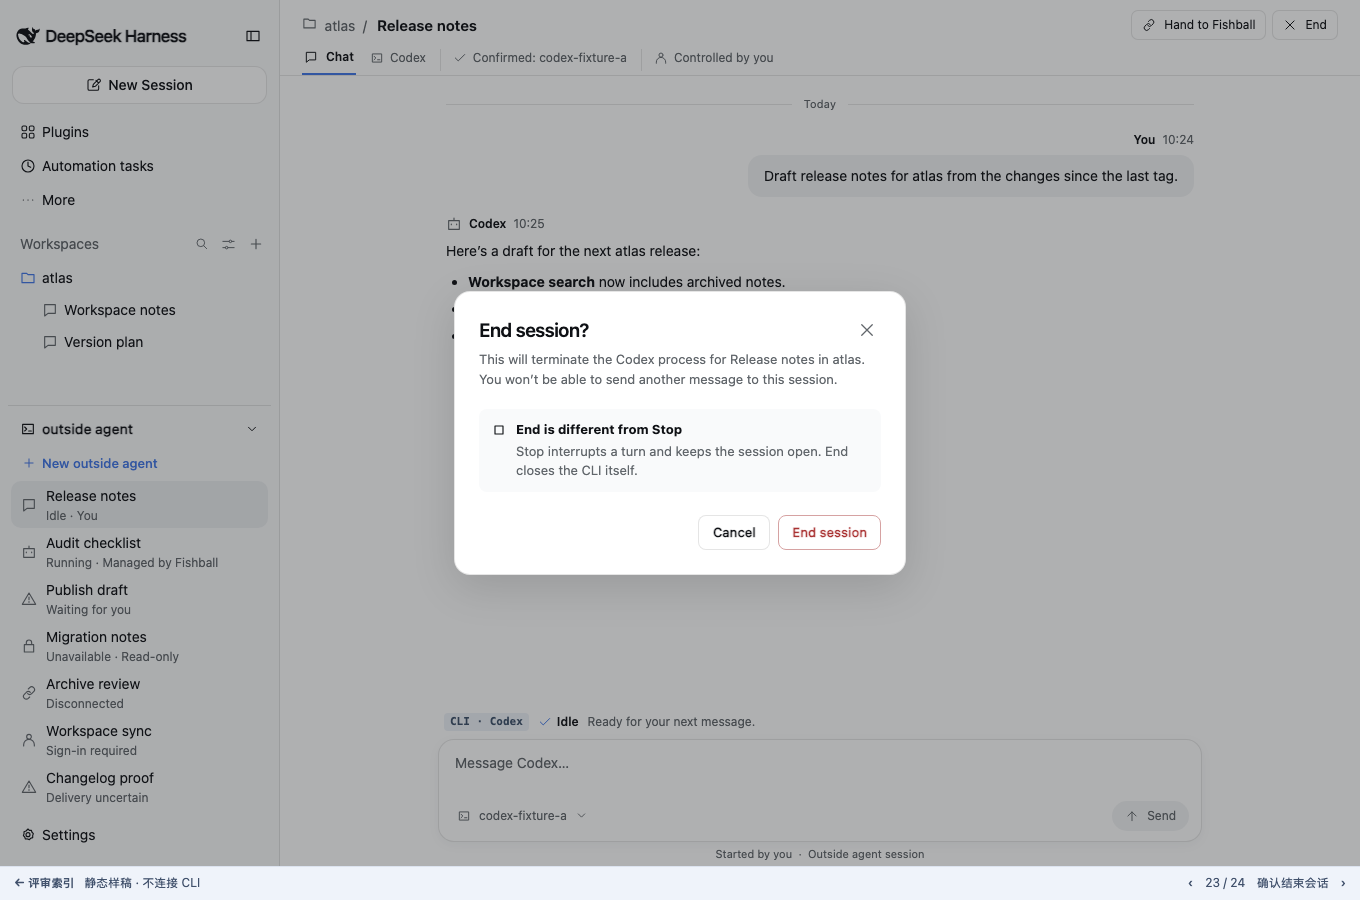 DeepSeek Harness
New Session
Plugins
Automation tasks
More
Workspaces
atlas
Workspace notes
Version plan
outside agent
New outside agent
Release notes
Idle · You
Audit checklist
Running · Managed by Fishball
Publish draft
Waiting for you
Migration notes
Unavailable · Read-only
Archive review
Disconnected
Workspace sync
Sign-in required
Changelog proof
Delivery uncertain
Settings
atlas / Release notes
Hand to Fishball
End
Chat
Codex
Confirmed: codex-fixture-a
Controlled by you
Today
You 10:24
Draft release notes for atlas from the changes since the last tag.
Codex 10:25
Here’s a draft for the next atlas release:
• Workspace search now includes archived notes.
End session?
This will terminate the Codex process for Release notes in atlas.
You won’t be able to send another message to this session.
End is different from Stop
Stop interrupts a turn and keeps the session open. End
closes the CLI itself.
Cancel
End session
CLI · Codex
Idle Ready for your next message.
Message Codex…
codex-fixture-a
Send
Started by you · Outside agent session
← 评审索引 静态样稿 · 不连接 CLI
‹ 23 / 24 确认结束会话 ›